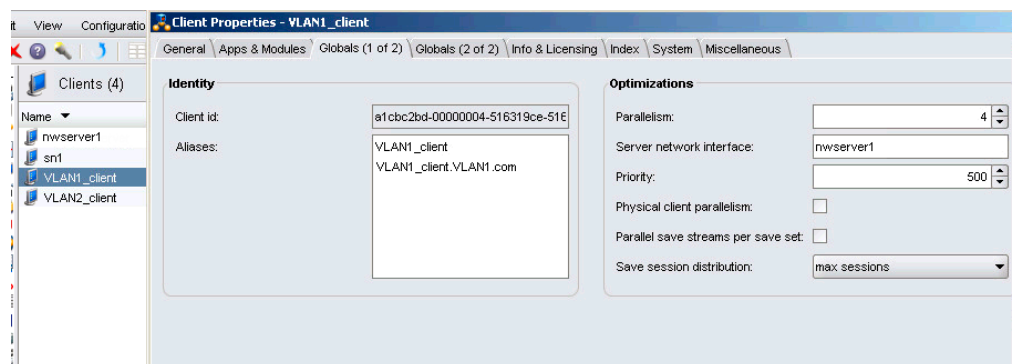 it View Configuratio
Client Properties - VLAN1_client
General Apps & Modules Globals (1 of 2) Globals (2 of 2) Info & Licensing Index System Miscellaneous
Clients (4)
Name
nwserver1
sn1
VLAN1_client
VLAN2_client
Identity
Client id: a1cbc2bd-00000004-516319ce-516
Aliases: VLAN1_client
VLAN1_client.VLAN1.com
Optimizations
Parallelism: 4
Server network interface: nwserver1
Priority: 500
Physical client parallelism:
Parallel save streams per save set:
Save session distribution: max sessions